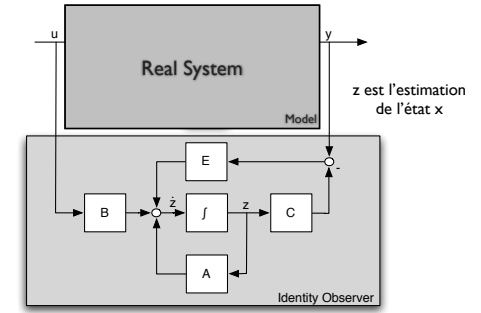 u
y
Real System
Model
z est l'estimation
de l'état x
E
-
ż
z
B
∫
C
A
Identity Observer